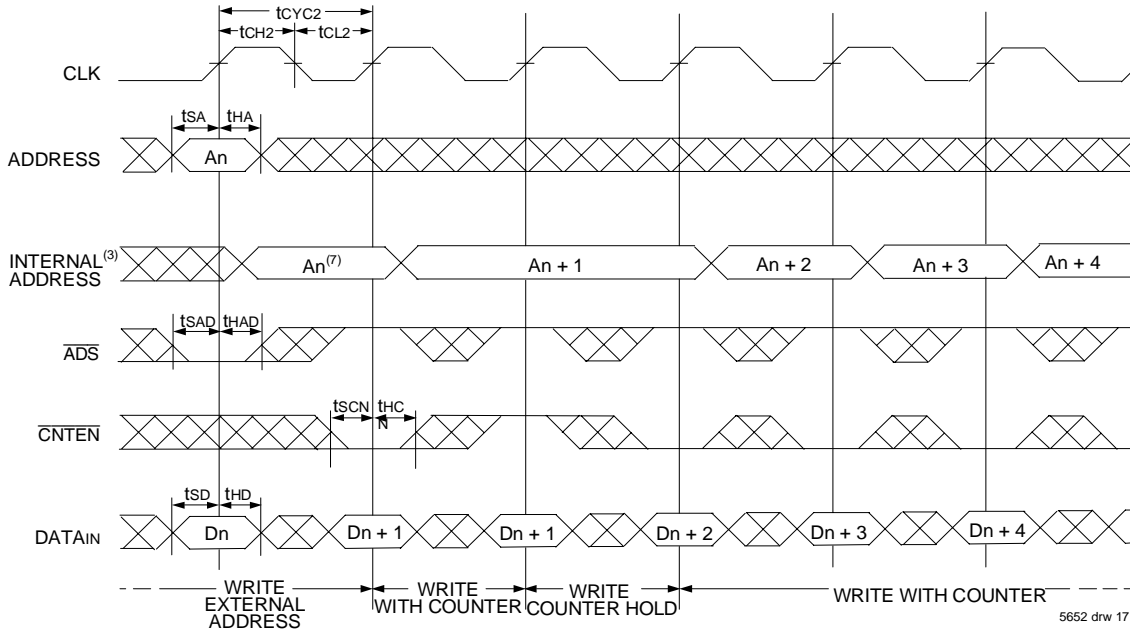 tCYC2
tCH2 tCL2
CLK
tSA tHA
ADDRESS An
INTERNAL(3)
ADDRESS
An(7) An + 1 An + 2 An + 3 An + 4
tSAD tHAD
ADS
tSCN tHC
N
CNTEN
tSD tHD
DATAIN Dn Dn + 1 Dn + 1 Dn + 2 Dn + 3 Dn + 4
WRITE
EXTERNAL
ADDRESS
WRITE
WITH COUNTER
WRITE
COUNTER HOLD
WRITE WITH COUNTER
5652 drw 17